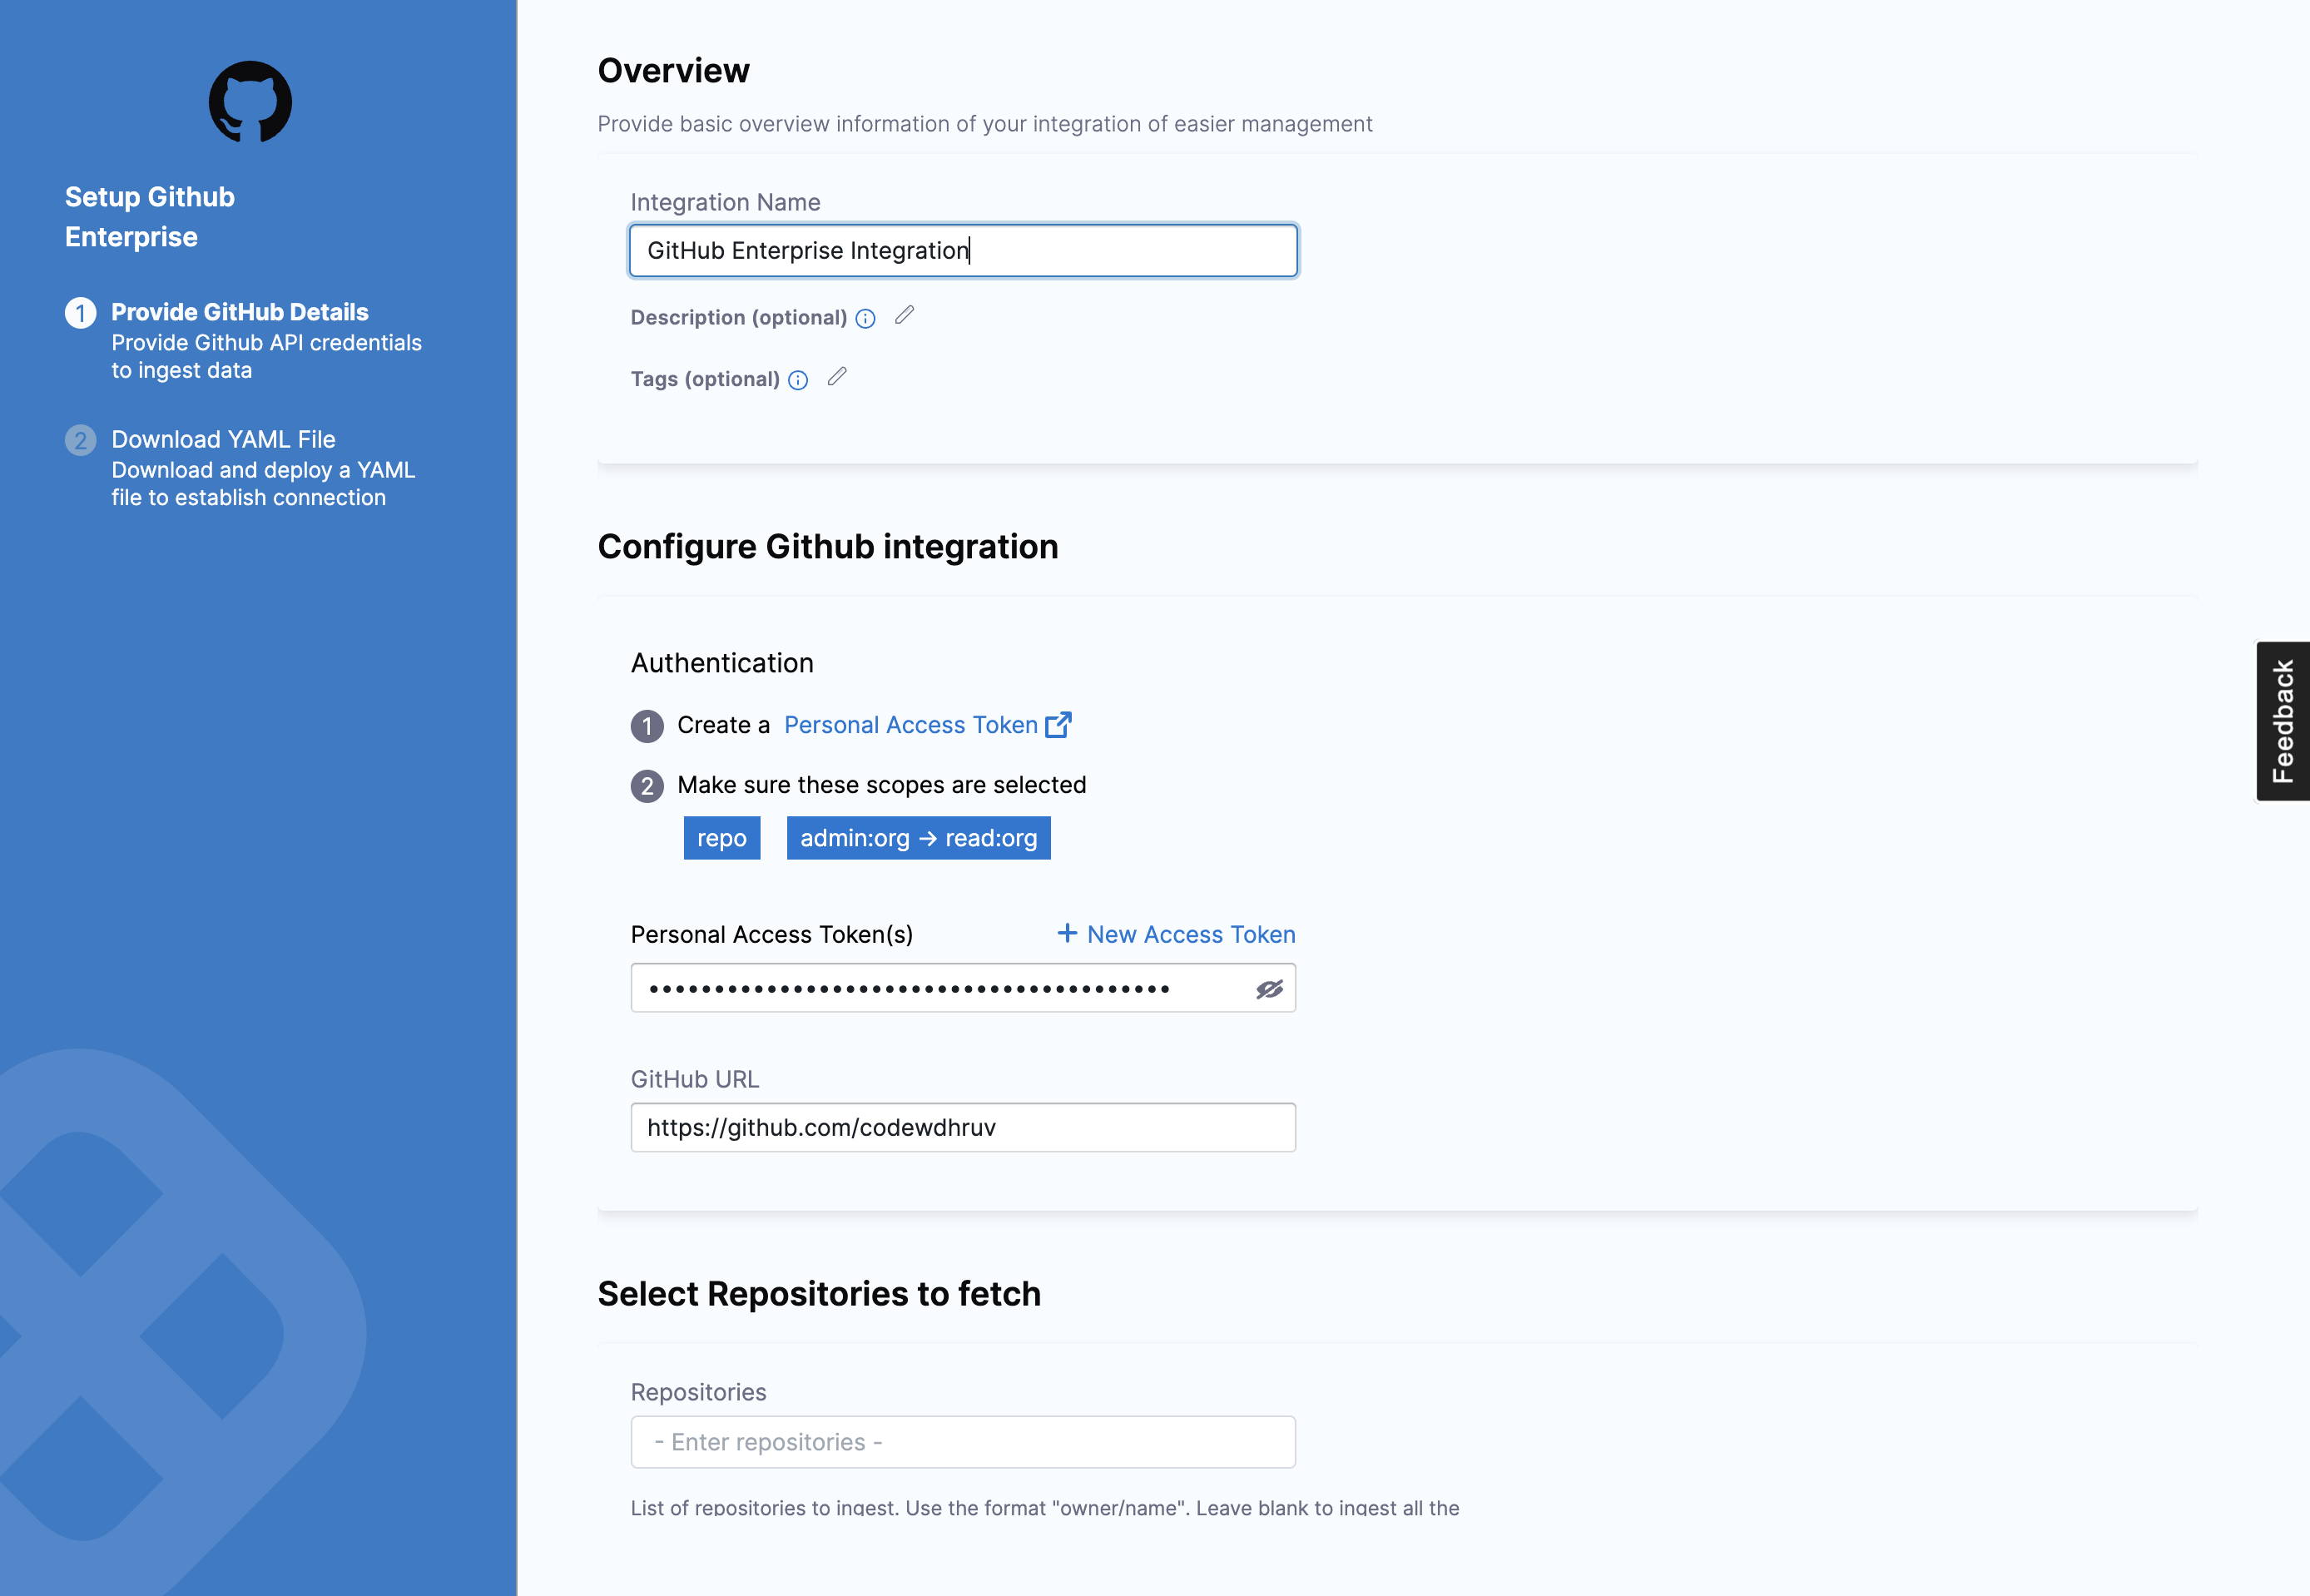 Setup Github
Enterprise
1 Provide GitHub Details
Provide Github API credentials
to ingest data
2 Download YAML File
Download and deploy a YAML
file to establish connection
Overview
Provide basic overview information of your integration of easier management
Integration Name
GitHub Enterprise Integration
Description (optional)
Tags (optional)
Configure Github integration
Authentication
1 Create a Personal Access Token
2 Make sure these scopes are selected
repo admin:org → read:org
Personal Access Token(s) + New Access Token
••••••••••••••••••••••••••••••••••••••••
GitHub URL
https://github.com/codewdhruv
Select Repositories to fetch
Repositories
- Enter repositories -
List of repositories to ingest. Use the format "owner/name". Leave blank to ingest all the
Feedback